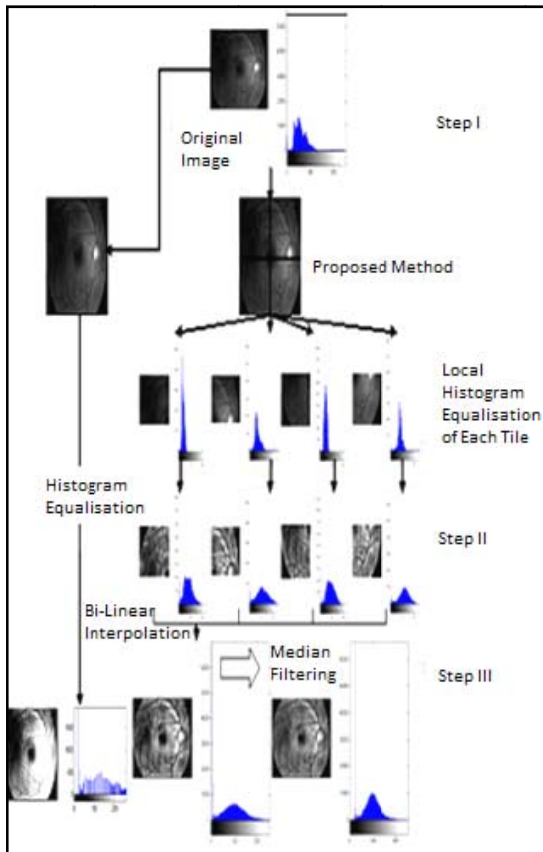 Step I
Original
Image
Proposed Method
Local
Histogram
Equalisation
of Each Tile
Histogram
Equalisation
Step II
Bi-Linear
Interpolation
Median
Filtering
Step III